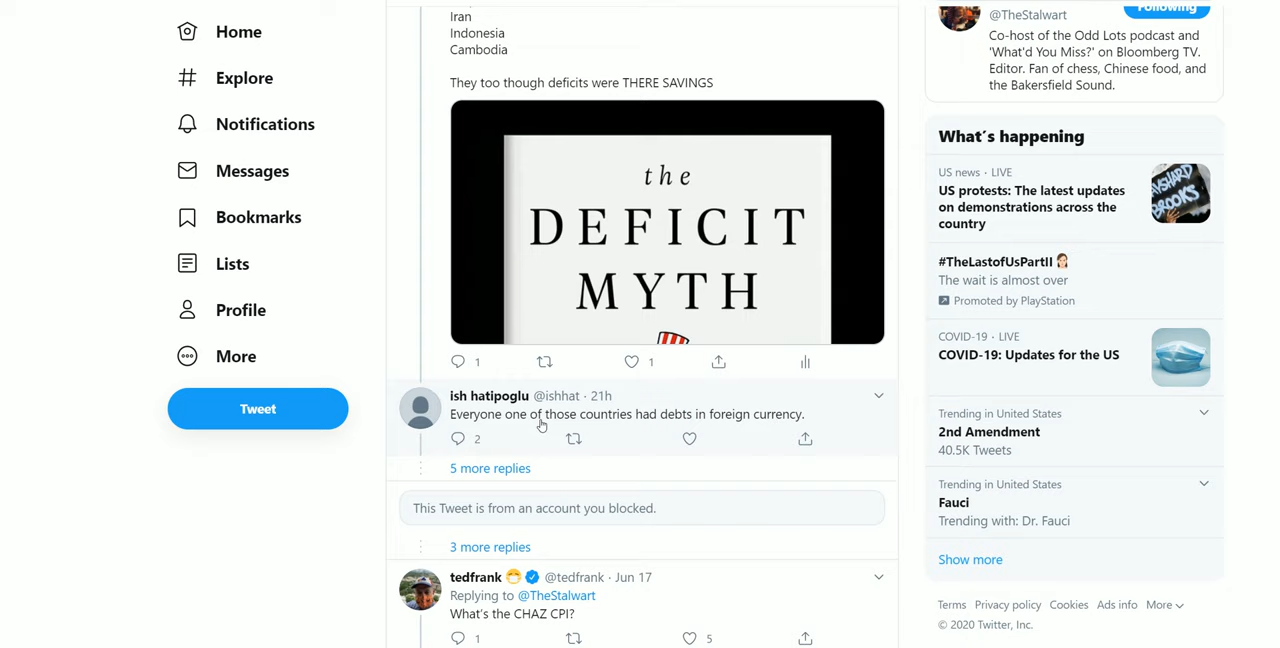 Home
Explore
Notifications
Messages
Bookmarks
Lists
Profile
More
Tweet
Iran
Indonesia
Cambodia
They too though deficits were THERE SAVINGS
the
DEFICIT
MYTH
1
1
ish hatipoglu @ishhat · 21h
Everyone one of those countries had debts in foreign currency.
2
5 more replies
This Tweet is from an account you blocked.
3 more replies
tedfrank @tedfrank · Jun 17
Replying to @TheStalwart
What's the CHAZ CPI?
1
5
@TheStalwart
Following
Co-host of the Odd Lots podcast and
'What'd You Miss?' on Bloomberg TV.
Editor. Fan of chess, Chinese food, and
the Bakersfield Sound.
What's happening
US news · LIVE
US protests: The latest updates
on demonstrations across the
country
BROOKS
#TheLastofUsPartII
The wait is almost over
Promoted by PlayStation
COVID-19 · LIVE
COVID-19: Updates for the US
Trending in United States
2nd Amendment
40.5K Tweets
Trending in United States
Fauci
Trending with: Dr. Fauci
Show more
Terms Privacy policy Cookies Ads info More
© 2020 Twitter, Inc.